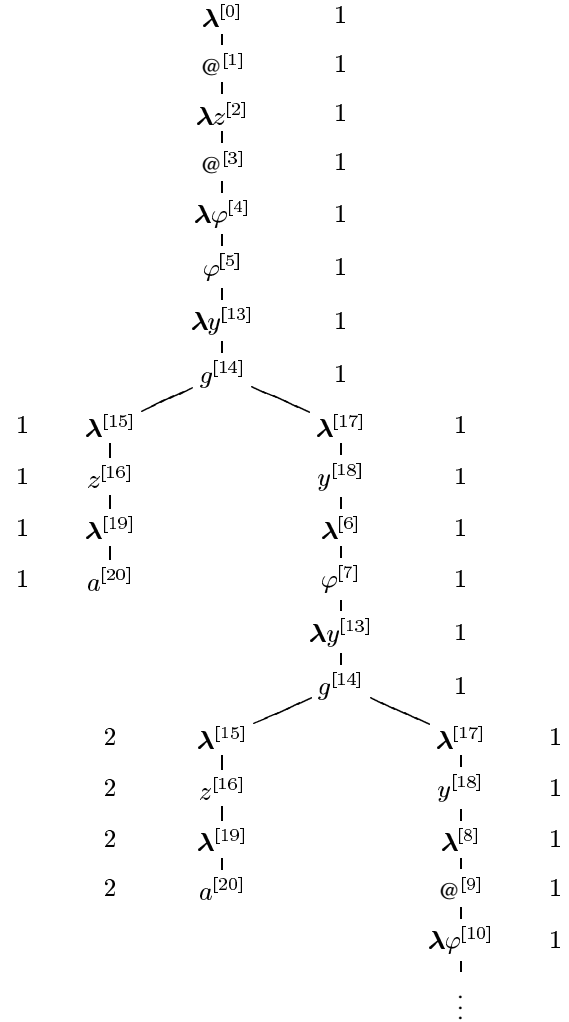 λ^[0] 1
@^[1] 1
λz^[2] 1
@^[3] 1
λφ^[4] 1
φ^[5] 1
λy^[13] 1
g^[14] 1
1 λ^[15] λ^[17] 1
1 z^[16] y^[18] 1
1 λ^[19] λ^[6] 1
1 a^[20] φ^[7] 1
λy^[13] 1
g^[14] 1
2 λ^[15] λ^[17] 1
2 z^[16] y^[18] 1
2 λ^[19] λ^[8] 1
2 a^[20] @^[9] 1
λφ^[10] 1
⋮